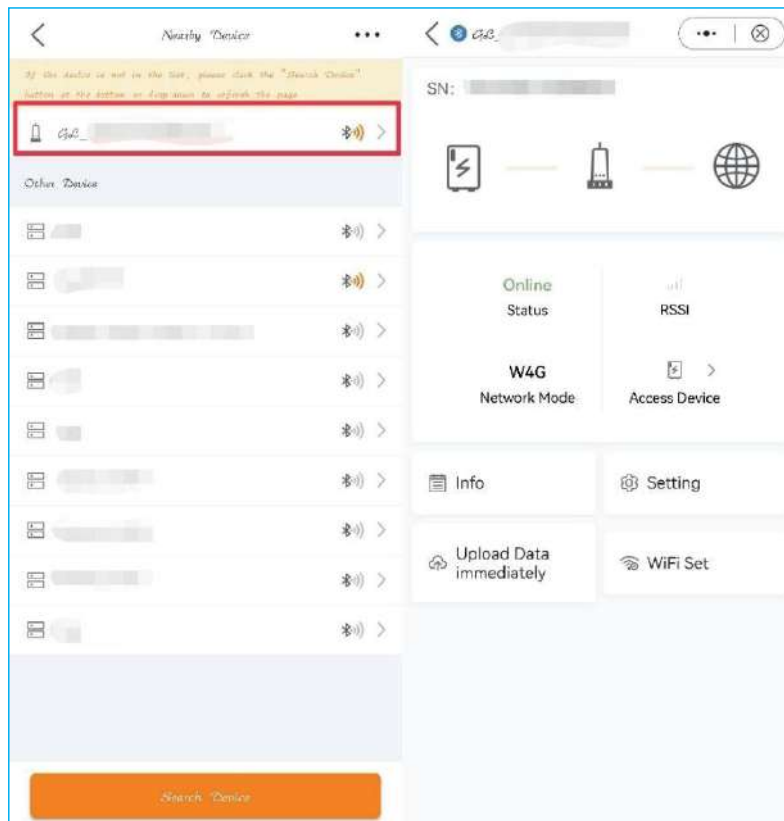 Nearby Device
If the device is not in the list, please click the "Search Device"
button at the bottom or drop down to refresh the page
GL_
Other Device
Search Device
GL_
SN:
Online
Status
RSSI
W4G
Network Mode
Access Device
Info
Setting
Upload Data
immediately
WiFi Set